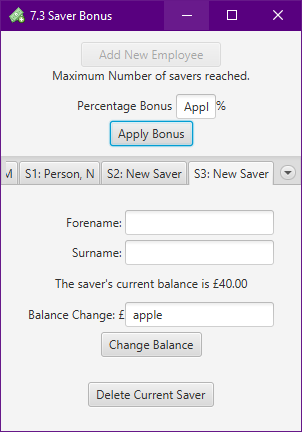 7.3 Saver Bonus
Add New Employee
Maximum Number of savers reached.
Percentage Bonus Appl %
Apply Bonus
M S1: Person, N S2: New Saver S3: New Saver
Forename:
Surname:
The saver's current balance is £40.00
Balance Change: £ apple
Change Balance
Delete Current Saver